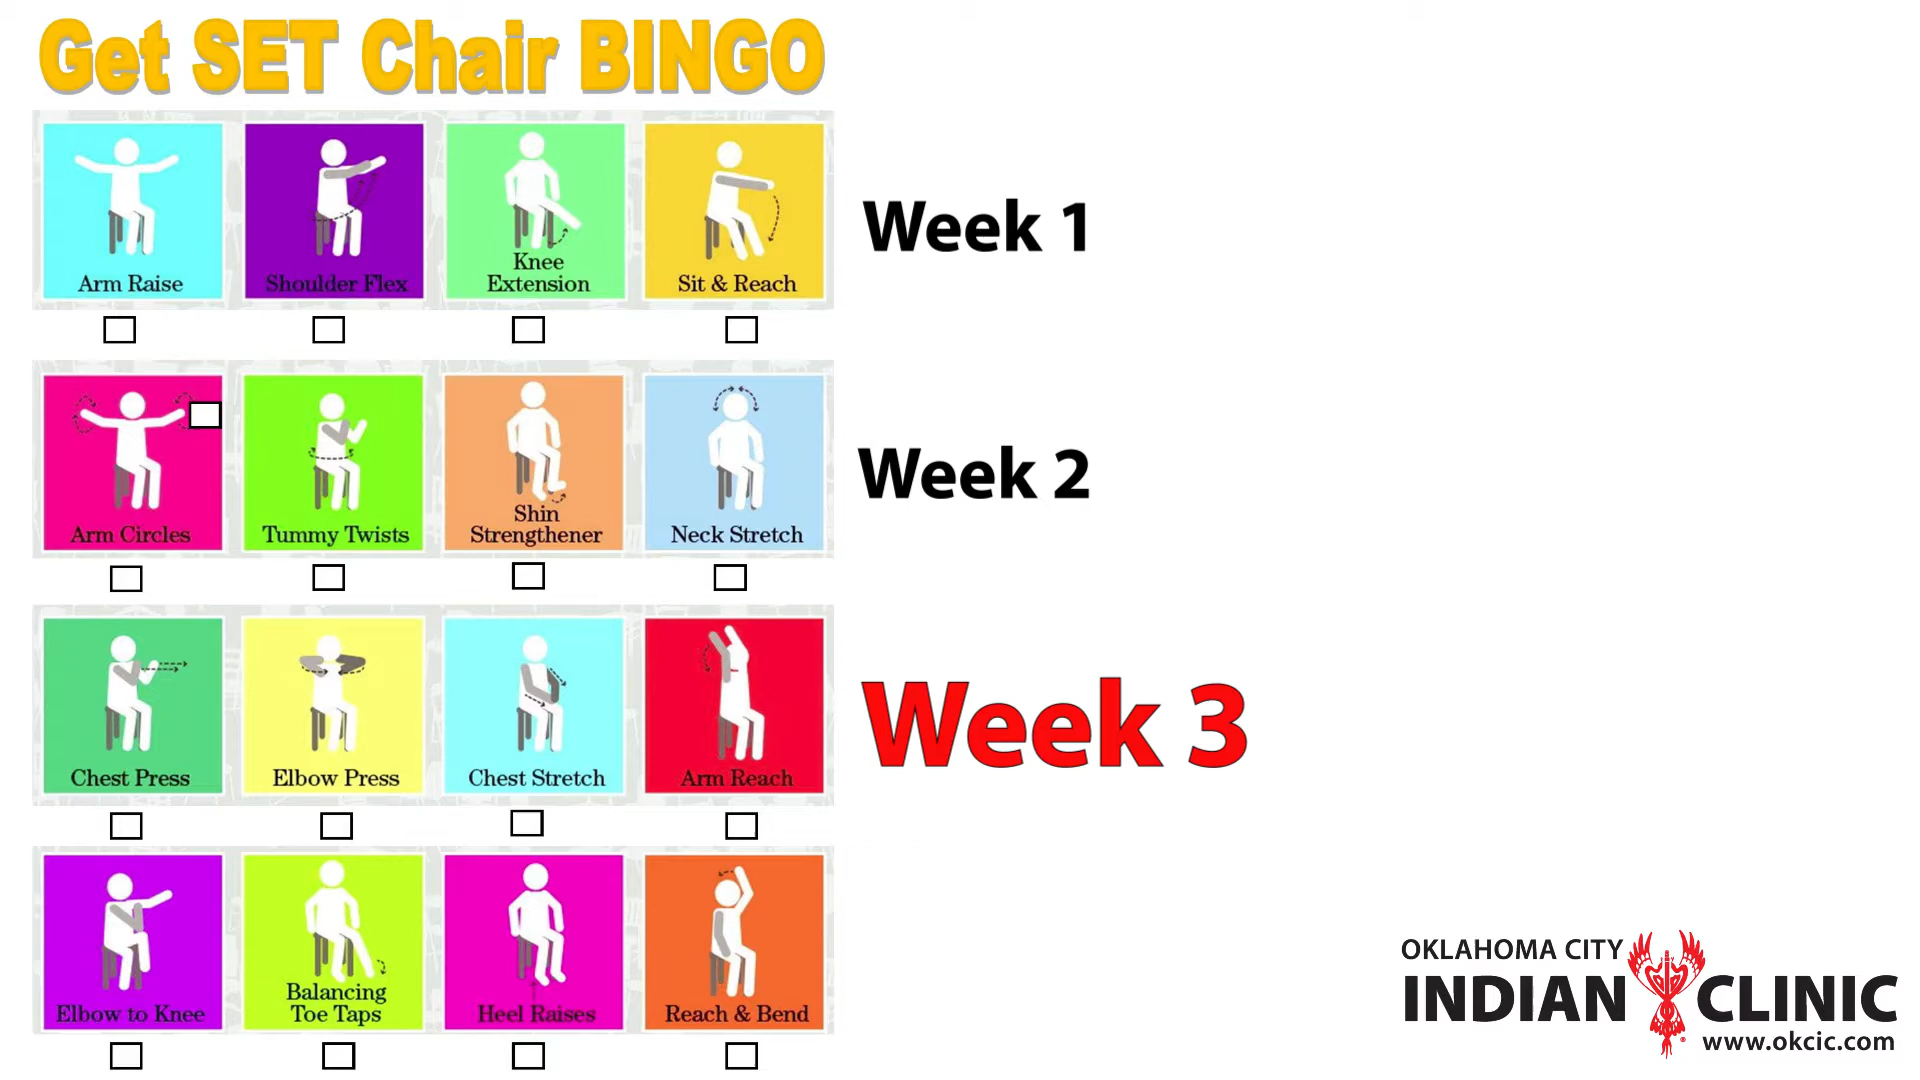 Get SET Chair BINGO
Arm Raise
Shoulder Flex
Knee
Extension
Sit & Reach
Week 1
Arm Circles
Tummy Twists
Shin
Strengthener
Neck Stretch
Week 2
Chest Press
Elbow Press
Chest Stretch
Arm Reach
Week 3
Elbow to Knee
Balancing
Toe Taps
Heel Raises
Reach & Bend
OKLAHOMA CITY
INDIAN CLINIC
www.okcic.com